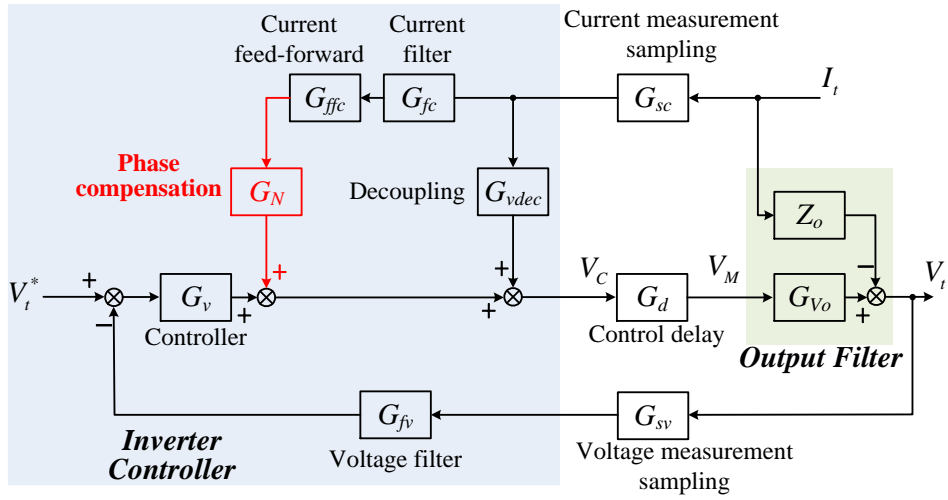 Current
feed-forward
Current
filter
Current measurement
sampling
G_ffc
G_fc
G_sc
I_t
Phase
compensation
G_N
Decoupling
G_vdec
Z_o
+
+
−
V_t^*
+
−
G_v
+
+
V_C
G_d
V_M
G_Vo
+
V_t
Controller
Control delay
Output Filter
G_fv
G_sv
Inverter
Controller
Voltage filter
Voltage measurement
sampling